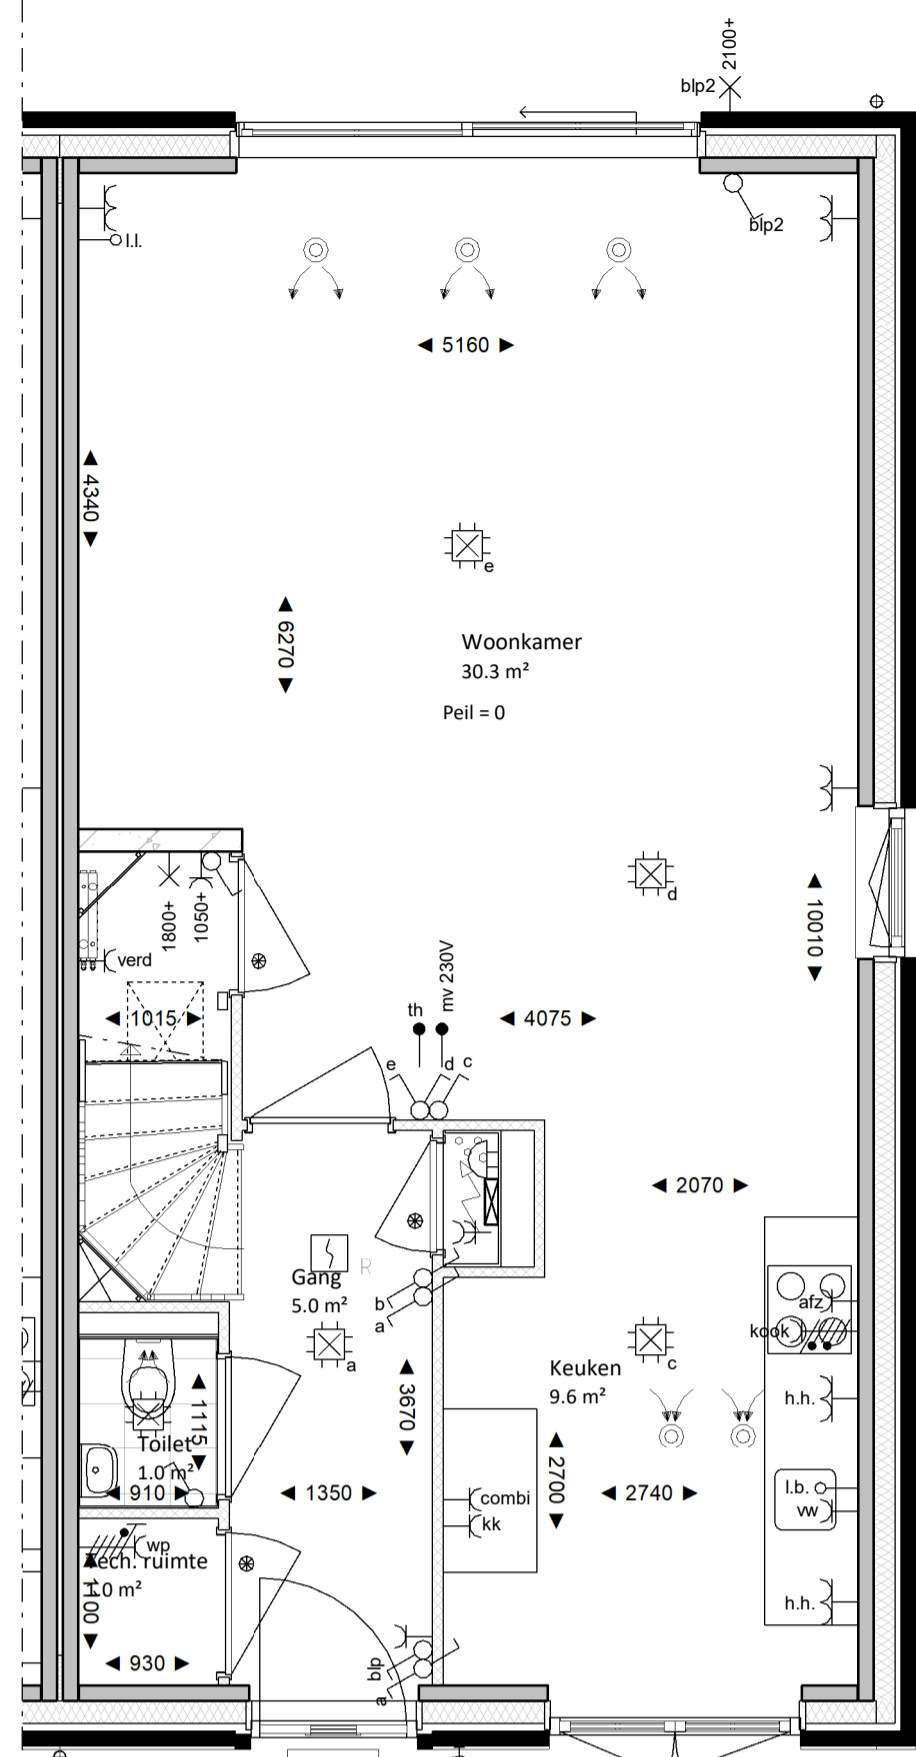 2100+
blp2
blp2
l.l.
◄ 5160 ►
◄ 4340 ►
◄ 6270 ►
e
Woonkamer
30.3 m²
Peil = 0
d
◄ 10010 ►
1800+
1050+
verd
◄ 1015 ►
th
mv 230V
◄ 4075 ►
e
d
c
◄ 2070 ►
R
Gang
5.0 m²
b
a
a
afz
kook
c
Keuken
9.6 m²
h.h.
◄ 3670 ►
◄ 1115 ►
Toilet
1.0 m²
◄ 910 ►
◄ 1350 ►
◄ 2700 ►
◄ 2740 ►
combi
kk
l.b.
vw
wp
Tech. ruimte
1.0 m²
◄ 1100 ►
h.h.
◄ 930 ►
blp
a